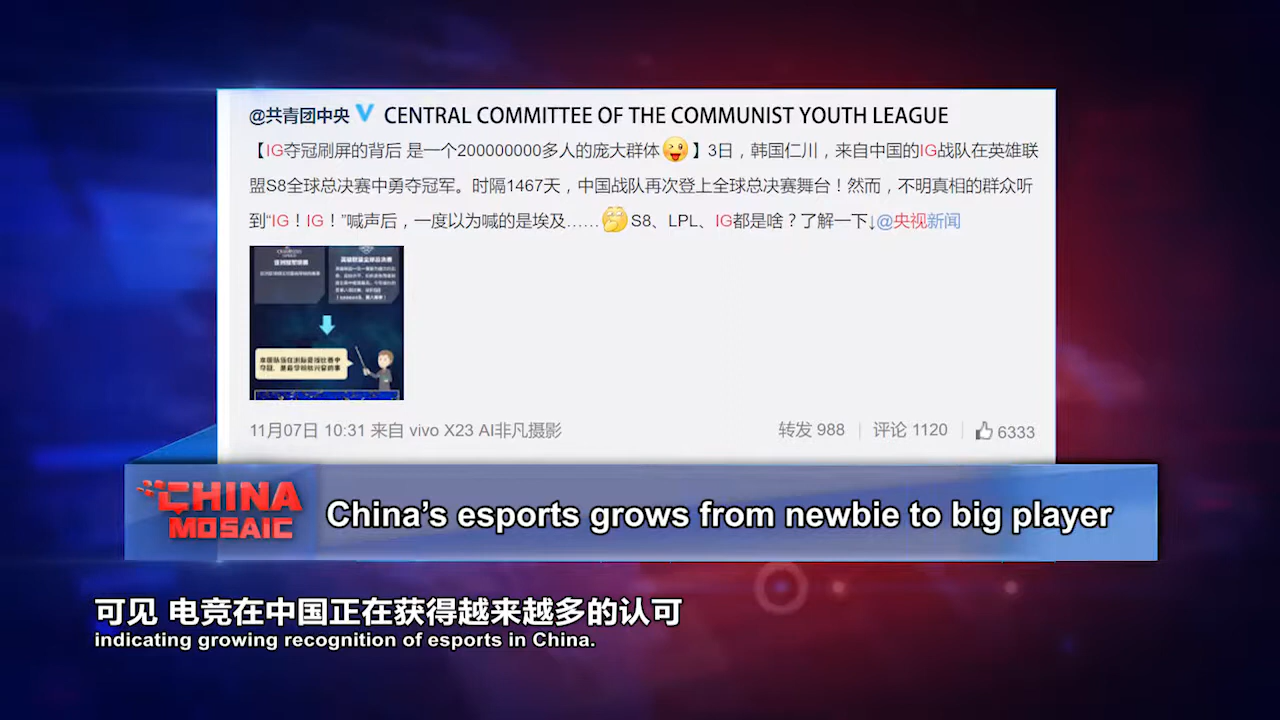 @共青团中央 CENTRAL COMMITTEE OF THE COMMUNIST YOUTH LEAGUE
【IG夺冠刷屏的背后 是一个200000000多人的庞大群体😜】3日，韩国仁川，来自中国的IG战队在英雄联
盟S8全球总决赛中勇夺冠军。时隔1467天，中国战队再次登上全球总决赛舞台！然而，不明真相的群众听
到“IG！IG！”喊声后，一度以为喊的是埃及……🤔S8、LPL、IG都是啥？了解一下↓@央视新闻
11月07日 10:31 来自 vivo X23 AI非凡摄影
转发 988 评论 1120 6333
CHINA
MOSAIC
China’s esports grows from newbie to big player
可见 电竞在中国正在获得越来越多的认可
indicating growing recognition of esports in China.